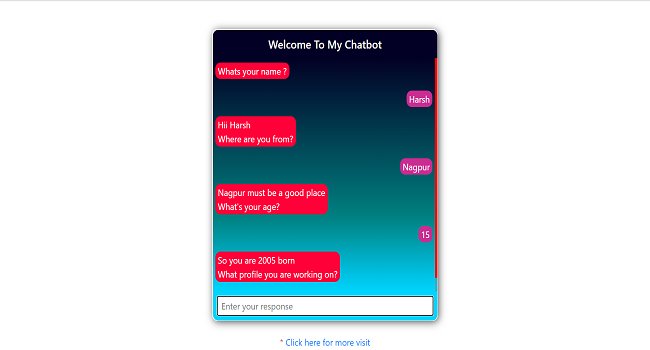 Welcome To My Chatbot
Whats your name ?
Harsh
Hii Harsh
Where are you from?
Nagpur
Nagpur must be a good place
What's your age?
15
So you are 2005 born
What profile you are working on?
Enter your response
* Click here for more visit